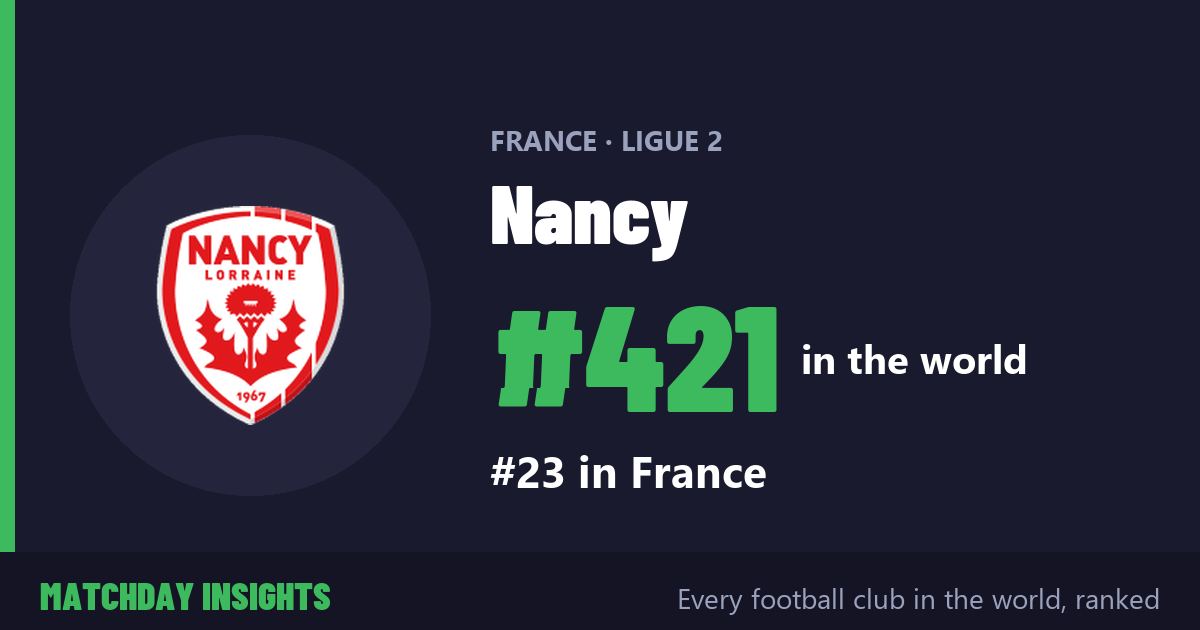 FRANCE · LIGUE 2
Nancy
NANCY
LORRAINE
1967
#421 in the world
#23 in France
MATCHDAY INSIGHTS
Every football club in the world, ranked